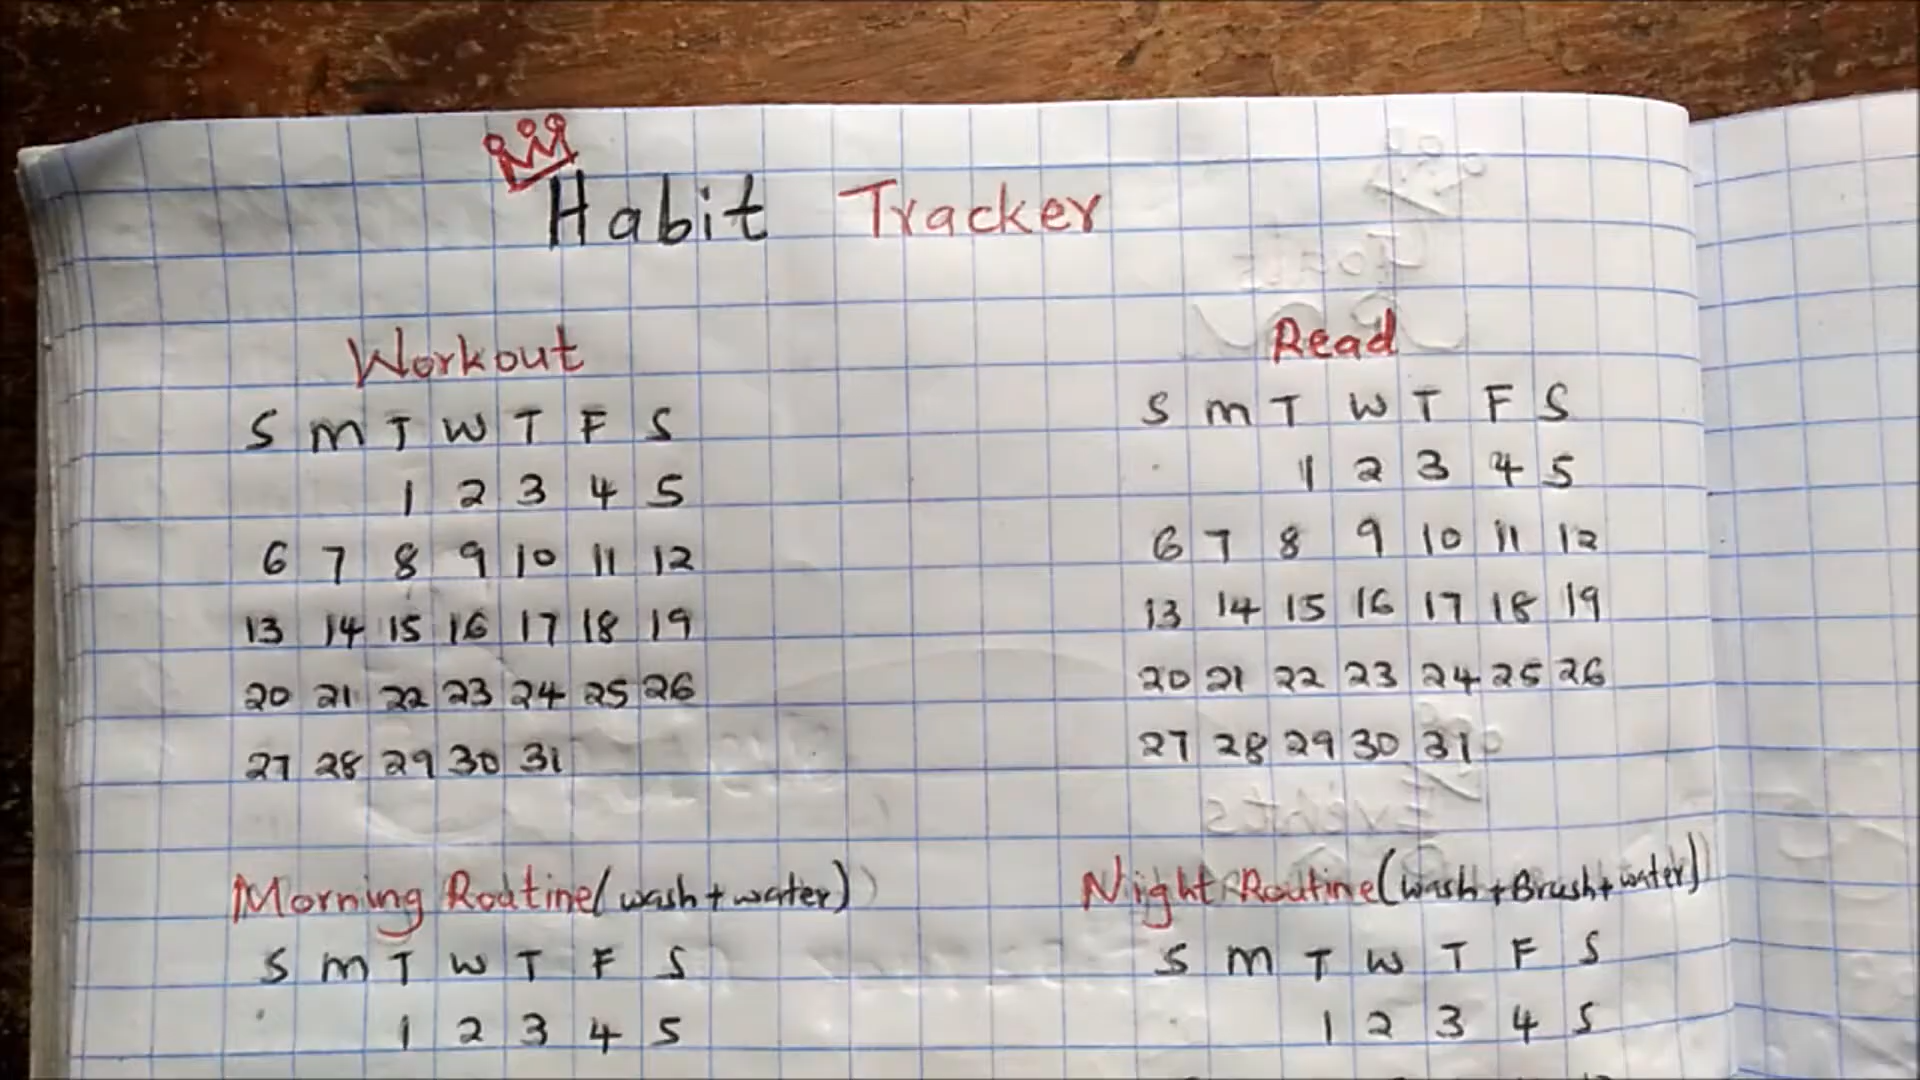 Habit Tracker
Workout
S M T W T F S
1 2 3 4 5
6 7 8 9 10 11 12
13 14 15 16 17 18 19
20 21 22 23 24 25 26
27 28 29 30 31
Read
S M T W T F S
1 2 3 4 5
6 7 8 9 10 11 12
13 14 15 16 17 18 19
20 21 22 23 24 25 26
27 28 29 30 31
Morning Routine (wash + water)
S M T W T F S
1 2 3 4 5
Night Routine (wash + Brush + water)
S M T W T F S
1 2 3 4 5